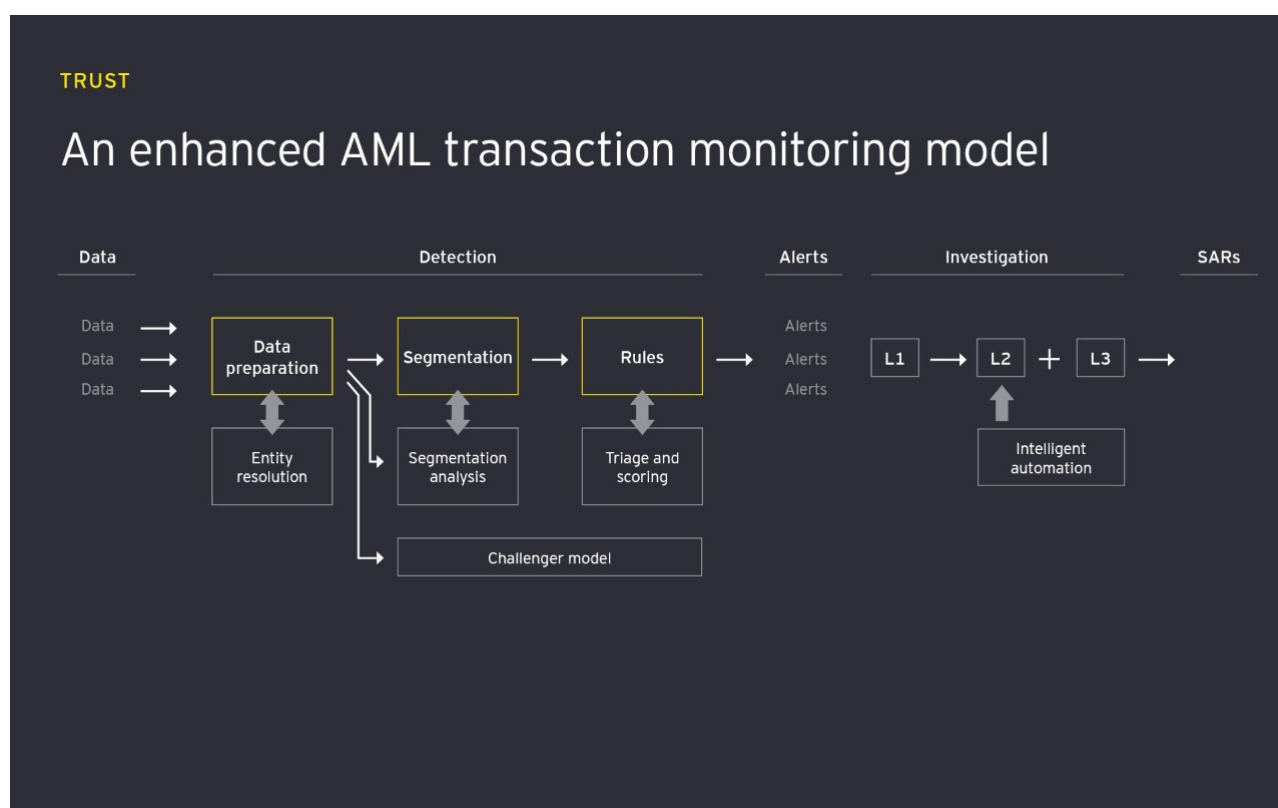 TRUST
An enhanced AML transaction monitoring model
Data
Detection
Alerts
Investigation
SARs
Data
Data
Data
Data
preparation
Segmentation
Rules
Alerts
Alerts
Alerts
L1
L2
+
L3
Entity
resolution
Segmentation
analysis
Triage and
scoring
Intelligent
automation
Challenger model